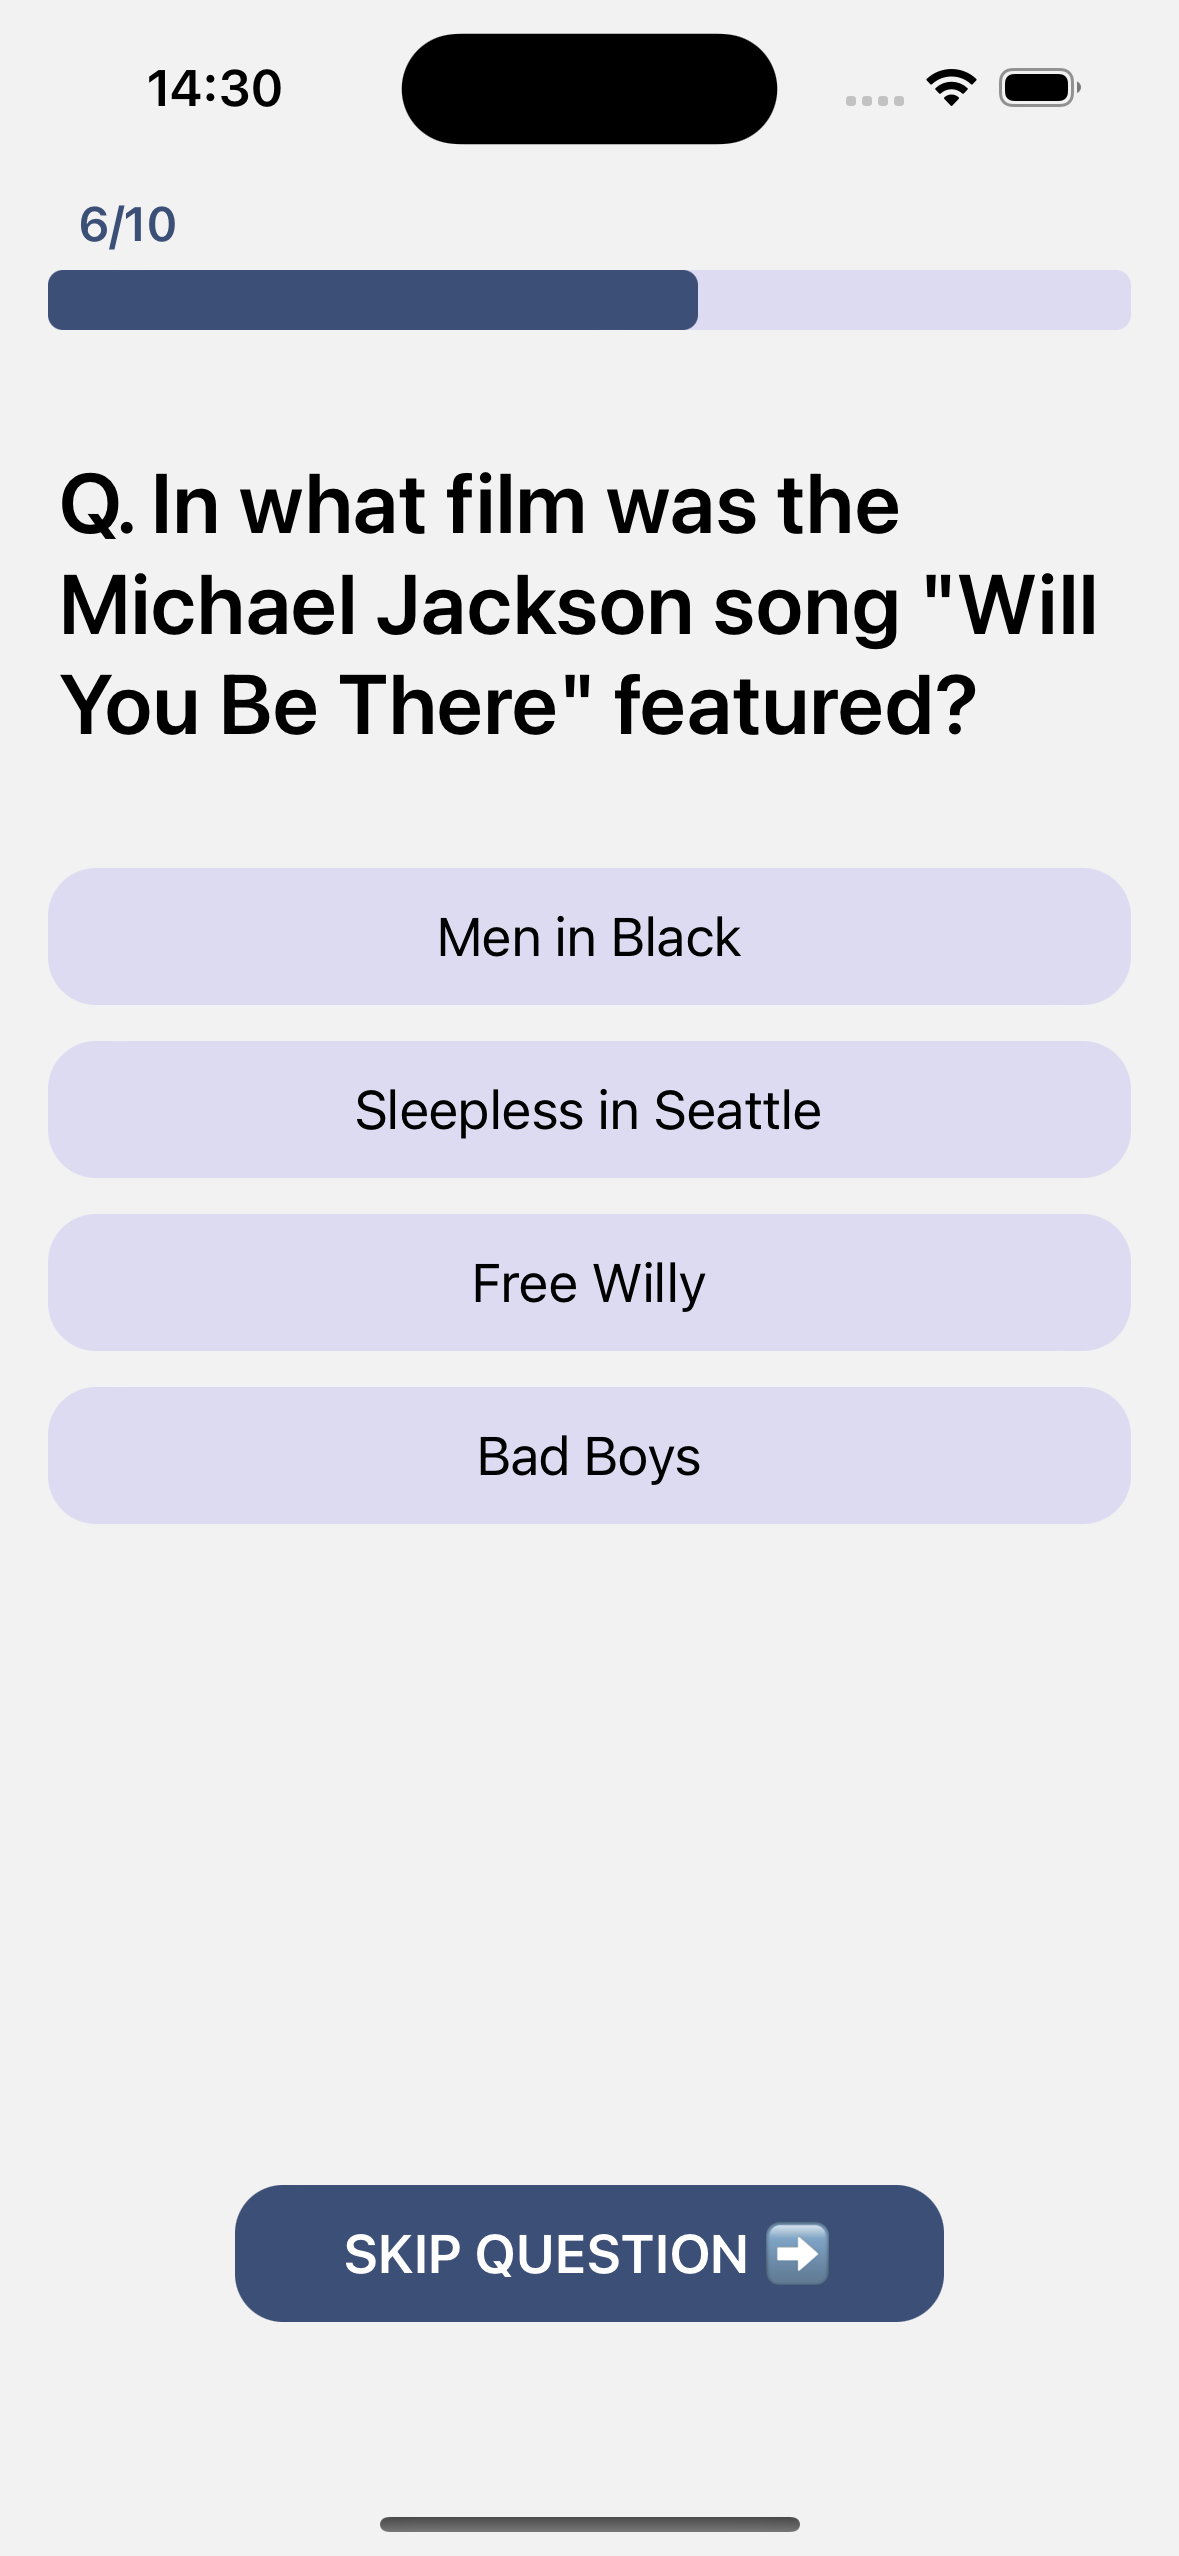 14:30
6/10
Q. In what film was the
Michael Jackson song "Will
You Be There" featured?
Men in Black
Sleepless in Seattle
Free Willy
Bad Boys
SKIP QUESTION ➡️